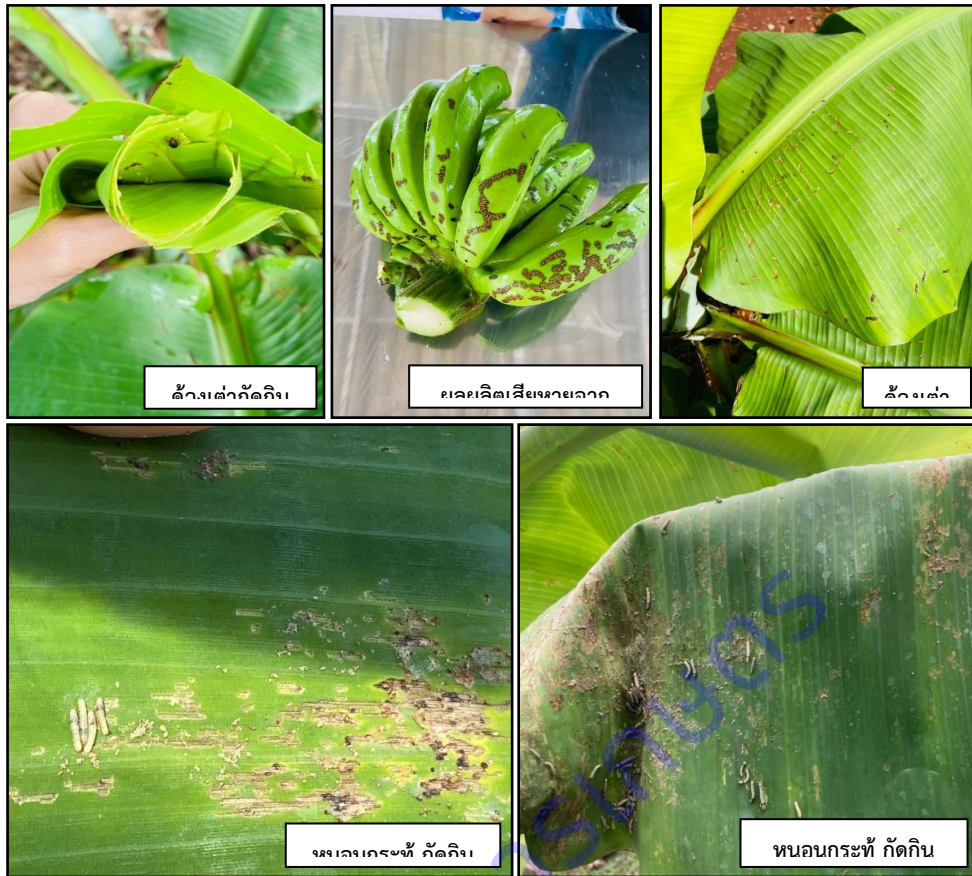 ด้วงเต่ากัดกิน
ผลผลิตเสียหายจาก
ด้วงเต่า
หนอนกระทู้ กัดกิน
หนอนกระทู้ กัดกิน